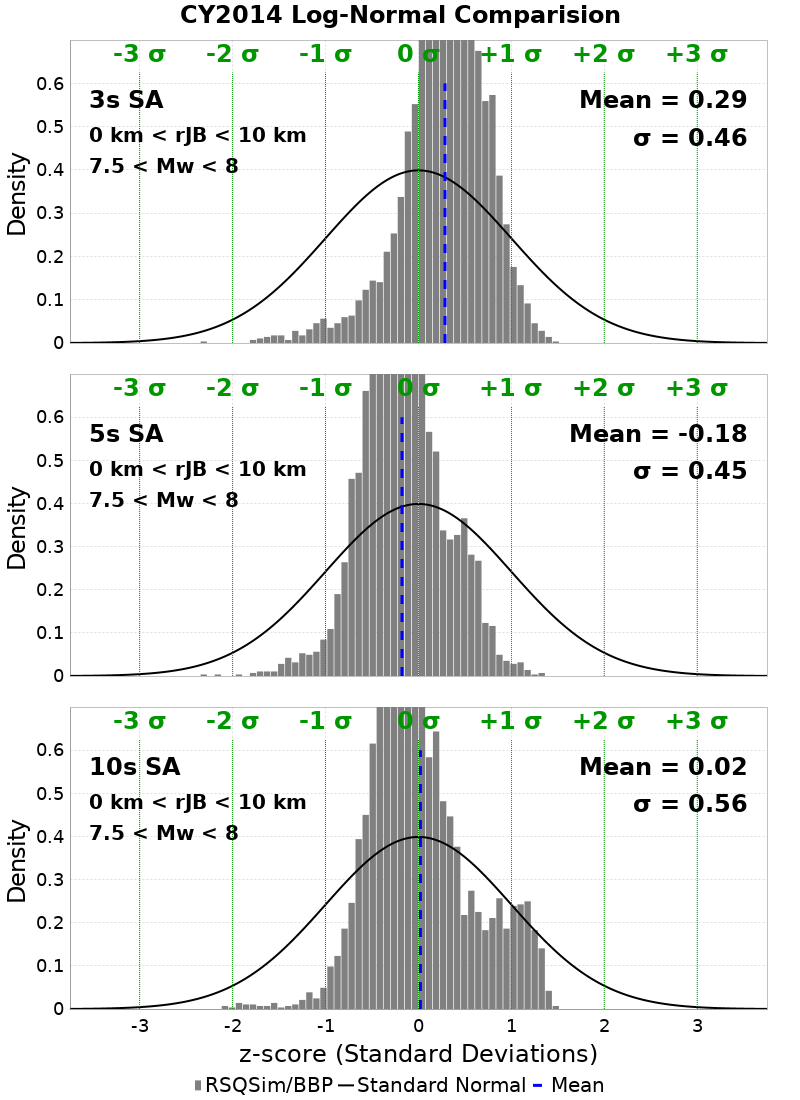 CY2014 Log-Normal Comparision
-3 σ -2 σ -1 σ 0 σ +1 σ +2 σ +3 σ
0.6
0.5
0.4
0.3
0.2
0.1
0
Density
3s SA
0 km < rJB < 10 km
7.5 < Mw < 8
Mean = 0.29
σ = 0.46
-3 σ -2 σ -1 σ 0 σ +1 σ +2 σ +3 σ
0.6
0.5
0.4
0.3
0.2
0.1
0
Density
5s SA
0 km < rJB < 10 km
7.5 < Mw < 8
Mean = -0.18
σ = 0.45
-3 σ -2 σ -1 σ 0 σ +1 σ +2 σ +3 σ
0.6
0.5
0.4
0.3
0.2
0.1
0
Density
10s SA
0 km < rJB < 10 km
7.5 < Mw < 8
Mean = 0.02
σ = 0.56
-3 -2 -1 0 1 2 3
z-score (Standard Deviations)
RSQSim/BBP Standard Normal Mean